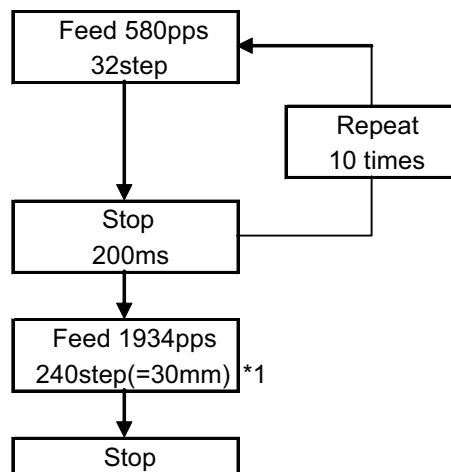 Feed 580pps
32step
Repeat
10 times
Stop
200ms
Feed 1934pps
240step(=30mm) *1
Stop